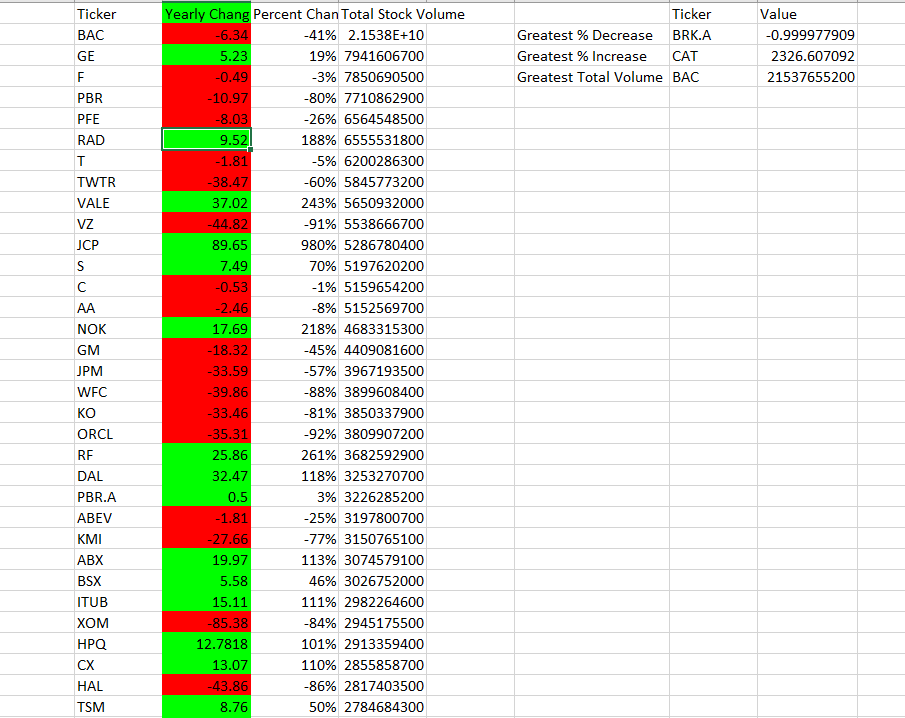 Ticker Yearly Chang Percent Chan Total Stock Volume Ticker Value
BAC -6.34 -41% 2.1538E+10 Greatest % Decrease BRK.A -0.999977909
GE 5.23 19% 7941606700 Greatest % Increase CAT 2326.607092
F -0.49 -3% 7850690500 Greatest Total Volume BAC 21537655200
PBR -10.97 -80% 7710862900
PFE -8.03 -26% 6564548500
RAD 9.52 188% 6555531800
T -1.81 -5% 6200286300
TWTR -38.47 -60% 5845773200
VALE 37.02 243% 5650932000
VZ -44.82 -91% 5538666700
JCP 89.65 980% 5286780400
S 7.49 70% 5197620200
C -0.53 -1% 5159654200
AA -2.46 -8% 5152569700
NOK 17.69 218% 4683315300
GM -18.32 -45% 4409081600
JPM -33.59 -57% 3967193500
WFC -39.86 -88% 3899608400
KO -33.46 -81% 3850337900
ORCL -35.31 -92% 3809907200
RF 25.86 261% 3682592900
DAL 32.47 118% 3253270700
PBR.A 0.5 3% 3226285200
ABEV -1.81 -25% 3197800700
KMI -27.66 -77% 3150765100
ABX 19.97 113% 3074579100
BSX 5.58 46% 3026752000
ITUB 15.11 111% 2982264600
XOM -85.38 -84% 2945175500
HPQ 12.7818 101% 2913359400
CX 13.07 110% 2855858700
HAL -43.86 -86% 2817403500
TSM 8.76 50% 2784684300